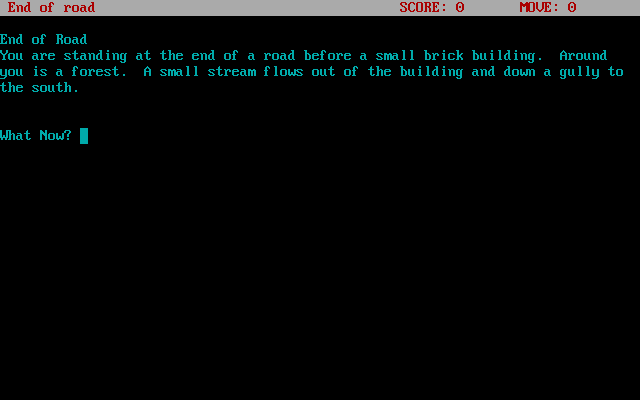 End of road SCORE: 0 MOVE: 0
End of Road
You are standing at the end of a road before a small brick building.  Around
you is a forest.  A small stream flows out of the building and down a gully to
the south.
What Now?